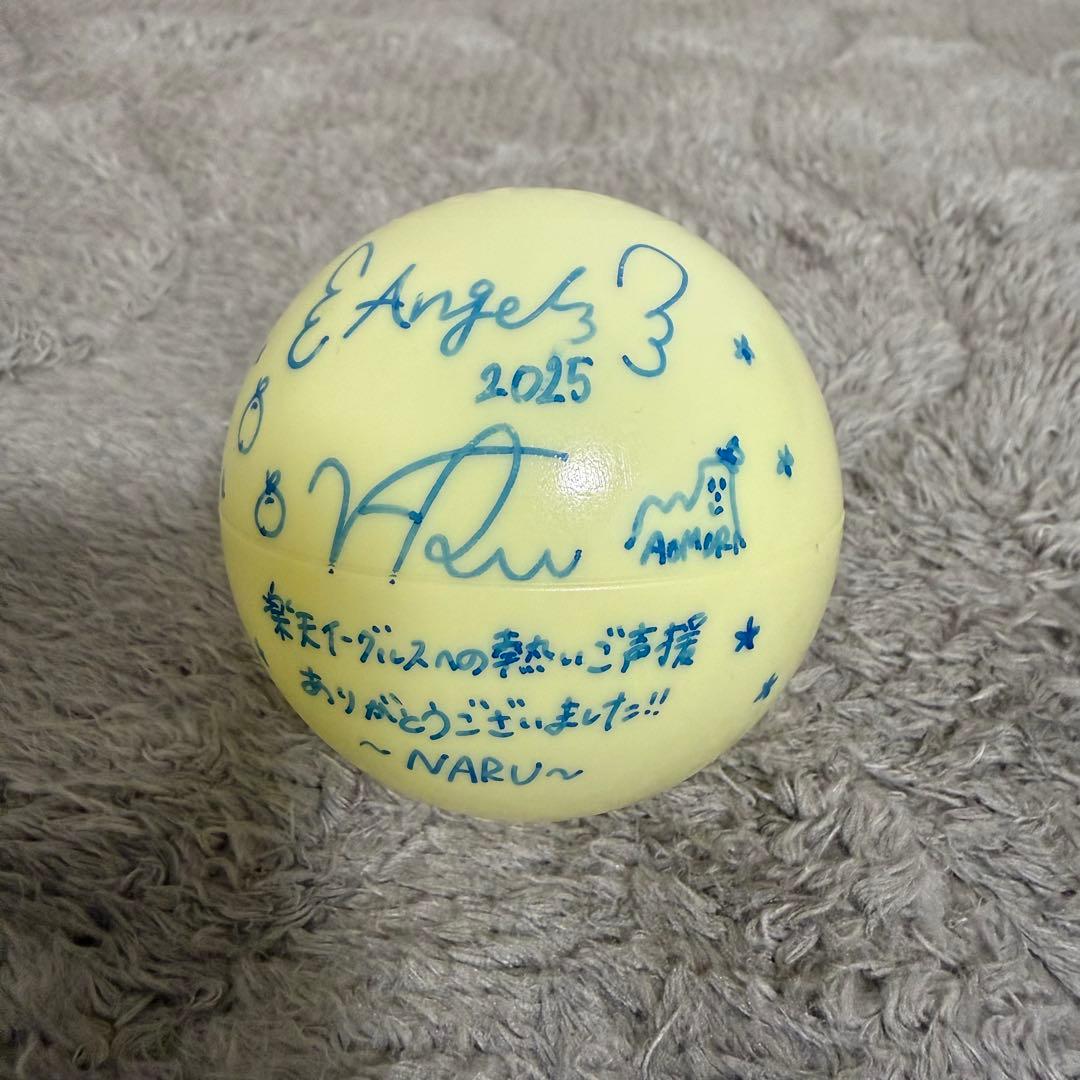 Angels
2025
AOMORI
楽天イーグルスへの熱いご声援
ありがとうございました!!
~NARU~